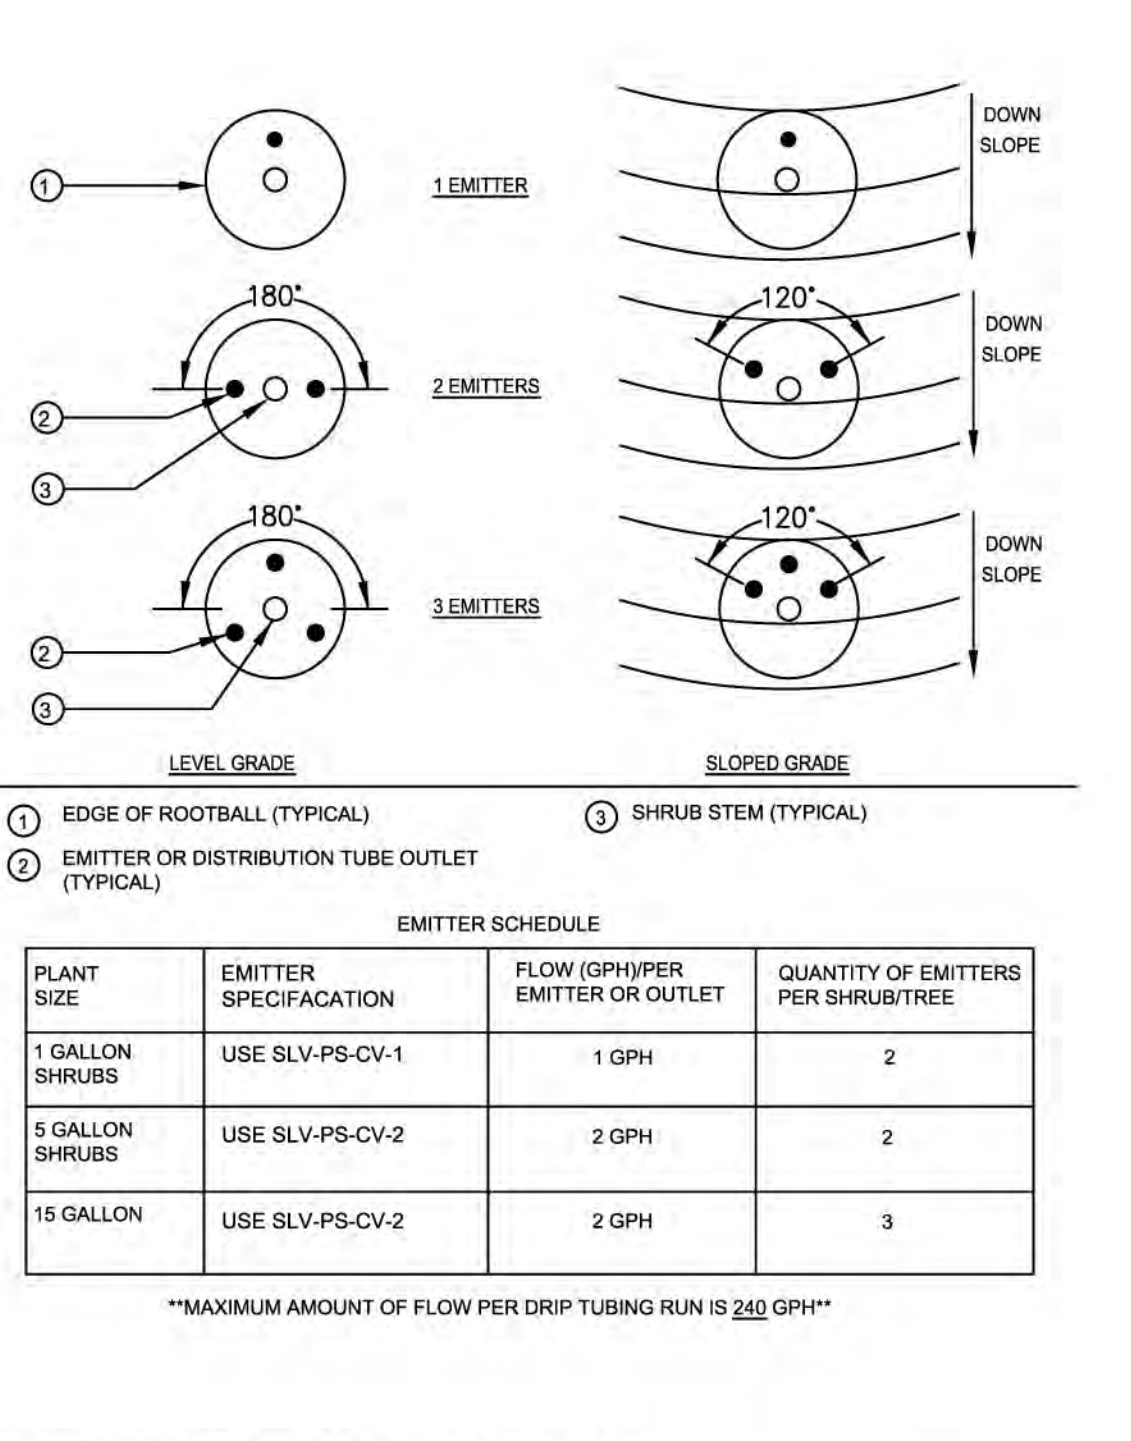 DOWN
SLOPE
1
1 EMITTER
180°
120°
DOWN
SLOPE
2 EMITTERS
2
3
180°
120°
DOWN
SLOPE
3 EMITTERS
2
3
LEVEL GRADE
SLOPED GRADE
1 EDGE OF ROOTBALL (TYPICAL)
3 SHRUB STEM (TYPICAL)
2 EMITTER OR DISTRIBUTION TUBE OUTLET
(TYPICAL)
EMITTER SCHEDULE
PLANT
SIZE
EMITTER
SPECIFACATION
FLOW (GPH)/PER
EMITTER OR OUTLET
QUANTITY OF EMITTERS
PER SHRUB/TREE
1 GALLON
SHRUBS
USE SLV-PS-CV-1
1 GPH
2
5 GALLON
SHRUBS
USE SLV-PS-CV-2
2 GPH
2
15 GALLON
USE SLV-PS-CV-2
2 GPH
3
**MAXIMUM AMOUNT OF FLOW PER DRIP TUBING RUN IS 240 GPH**